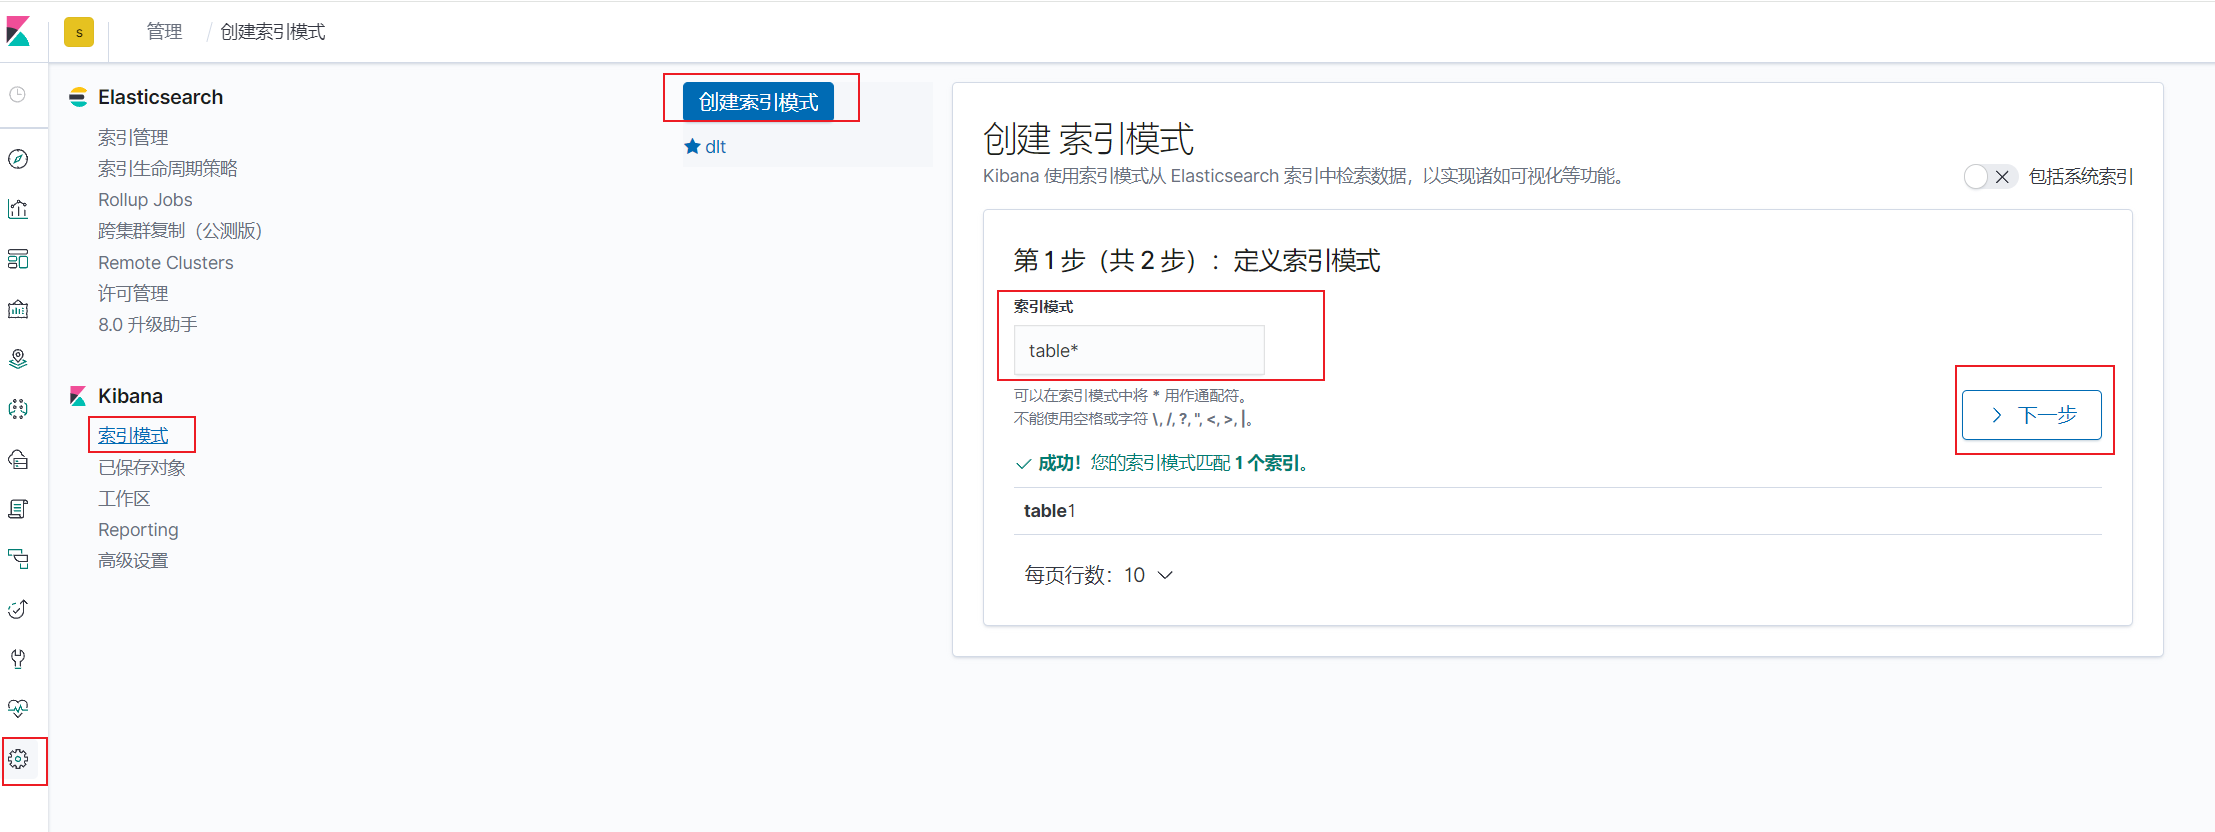 s
管理 / 创建索引模式
Elasticsearch
索引管理
索引生命周期策略
Rollup Jobs
跨集群复制（公测版）
Remote Clusters
许可管理
8.0 升级助手
Kibana
索引模式
已保存对象
工作区
Reporting
高级设置
创建索引模式
dlt
创建 索引模式
Kibana 使用索引模式从 Elasticsearch 索引中检索数据，以实现诸如可视化等功能。
包括系统索引
第 1 步（共 2 步）：定义索引模式
索引模式
table*
可以在索引模式中将 * 用作通配符。
不能使用空格或字符 \, /, ?, ", <, >, |。
下一步
成功！您的索引模式匹配 1 个索引。
table1
每页行数：10